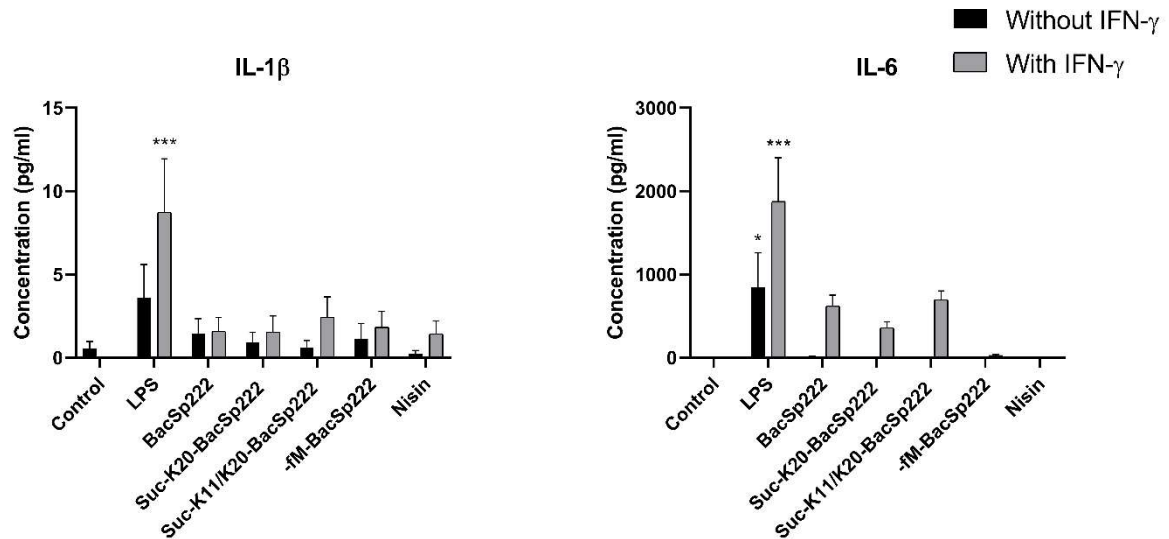 Without IFN-γ
With IFN-γ
IL-1β
Concentration (pg/ml)
15
10
5
0
***
Control
LPS
BacSp222
Suc-K20-BacSp222
Suc-K11/K20-BacSp222
-fM-BacSp222
Nisin
IL-6
Concentration (pg/ml)
3000
2000
1000
0
*
***
Control
LPS
BacSp222
Suc-K20-BacSp222
Suc-K11/K20-BacSp222
-fM-BacSp222
Nisin